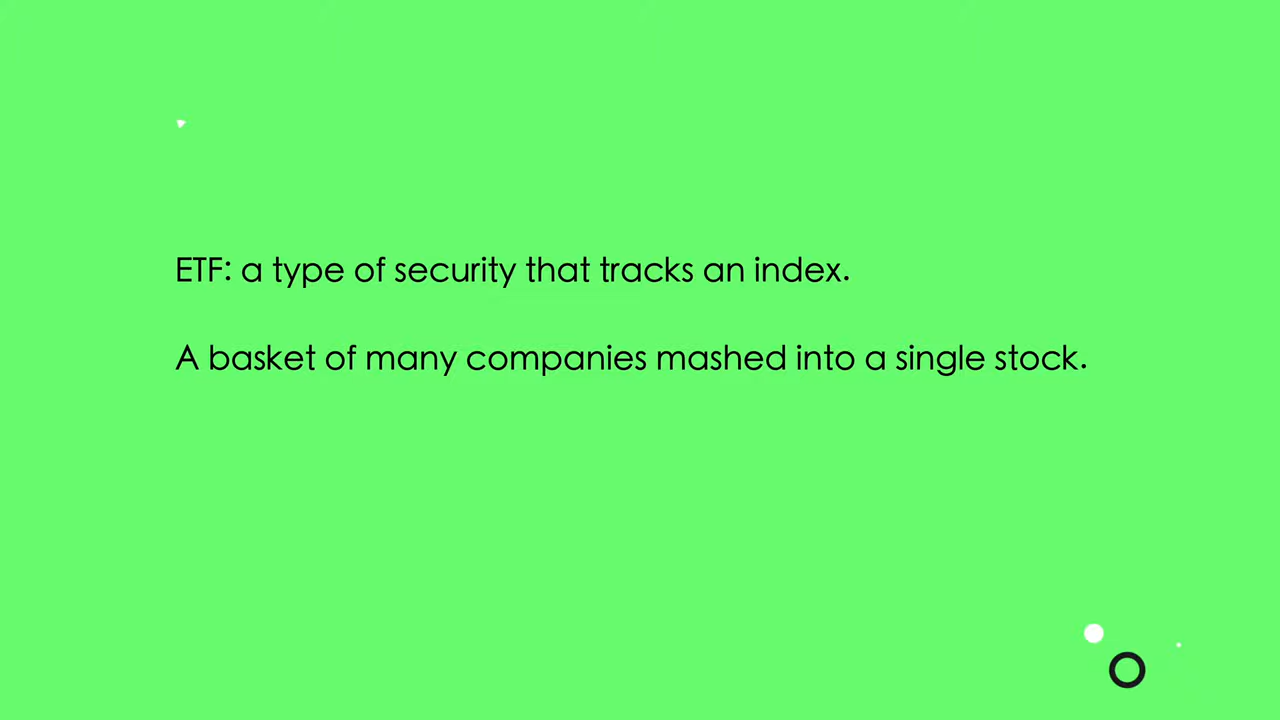 ETF: a type of security that tracks an index.
A basket of many companies mashed into a single stock.